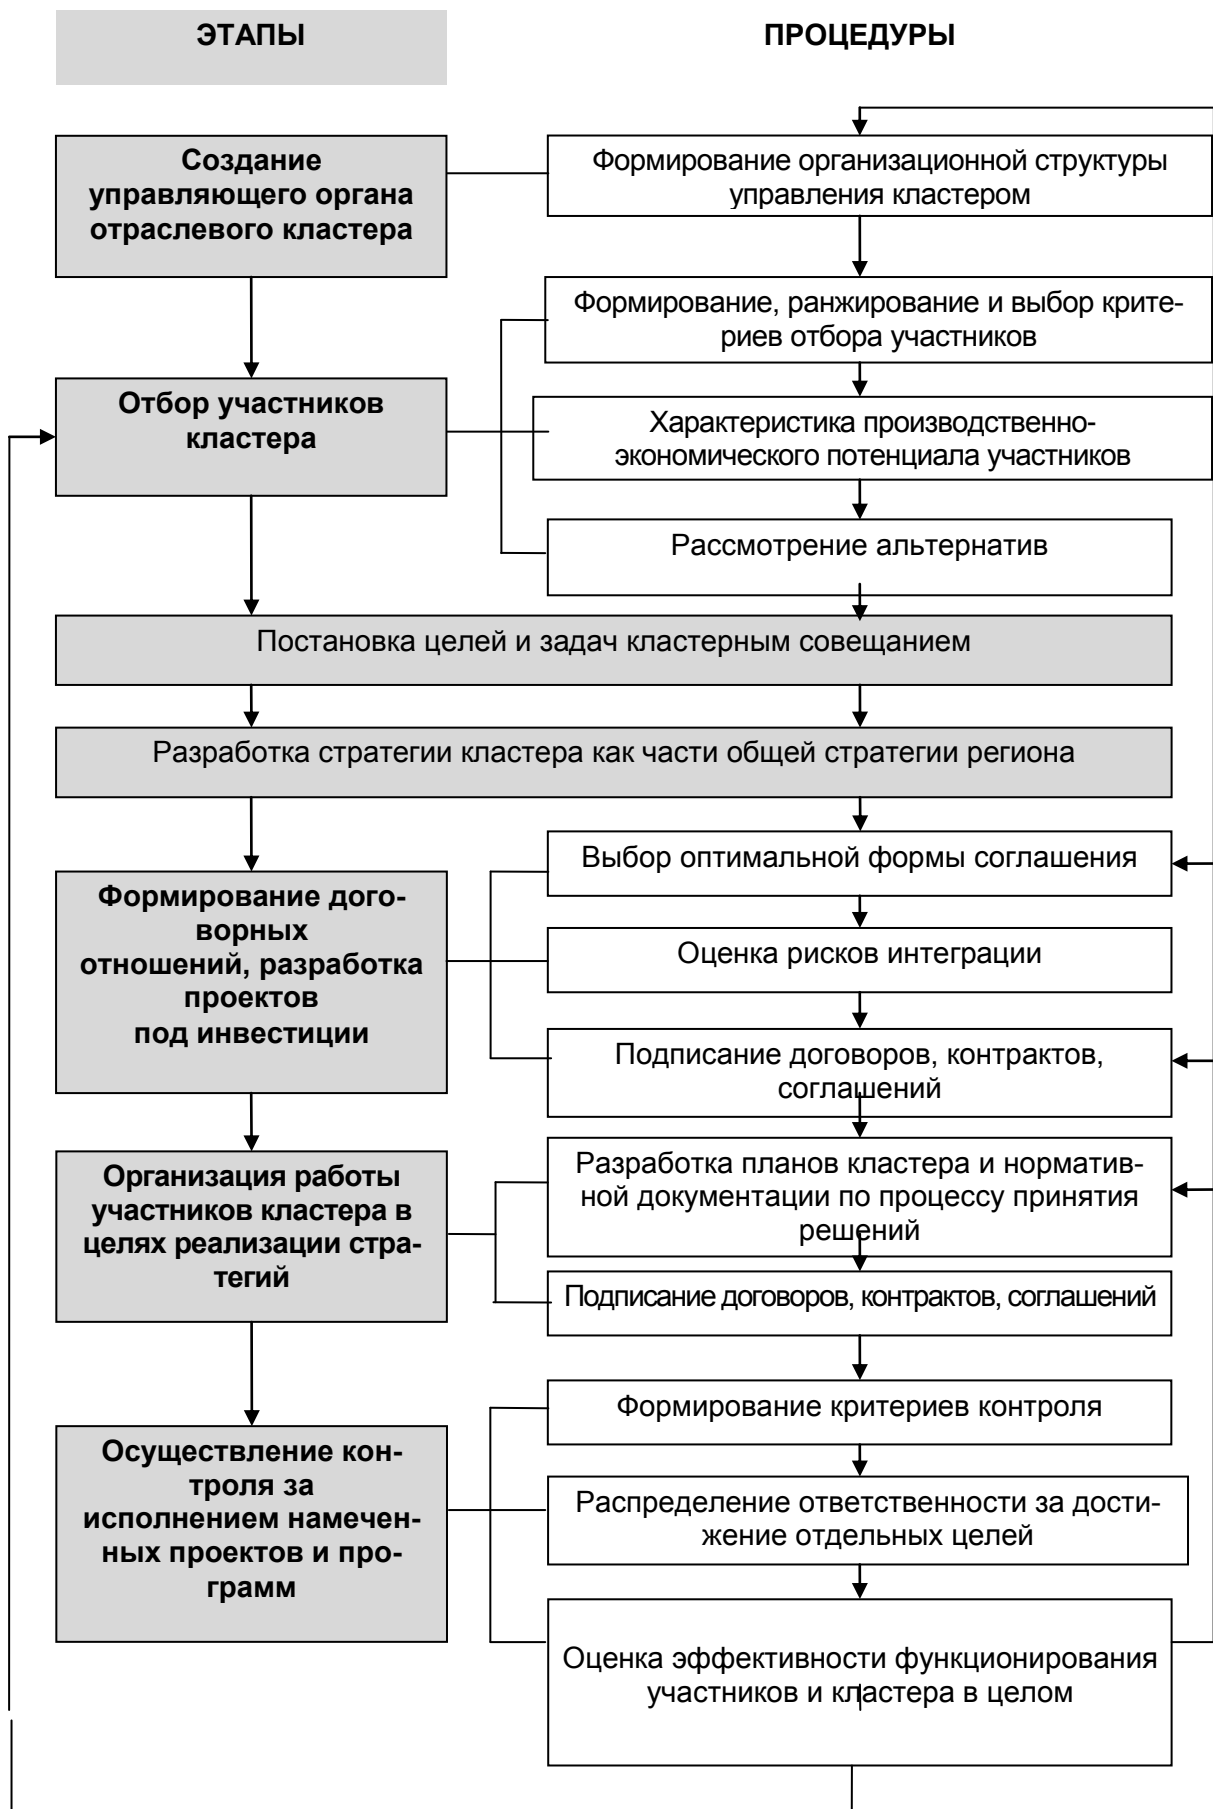 ЭТАПЫ
ПРОЦЕДУРЫ
Создание
управляющего органа
отраслевого кластера
Формирование организационной структуры
управления кластером
Формирование, ранжирование и выбор крите-
риев отбора участников
Отбор участников
кластера
Характеристика производственно-
экономического потенциала участников
Рассмотрение альтернатив
Постановка целей и задач кластерным совещанием
Разработка стратегии кластера как части общей стратегии региона
Выбор оптимальной формы соглашения
Формирование дого-
ворных
отношений, разработка
проектов
под инвестиции
Оценка рисков интеграции
Подписание договоров, контрактов,
соглашений
Организация работы
участников кластера в
целях реализации стра-
тегий
Разработка планов кластера и норматив-
ной документации по процессу принятия
решений
Подписание договоров, контрактов, соглашений
Формирование критериев контроля
Осуществление кон-
троля за
исполнением намечен-
ных проектов и про-
грамм
Распределение ответственности за дости-
жение отдельных целей
Оценка эффективности функционирования
участников и кластера в целом